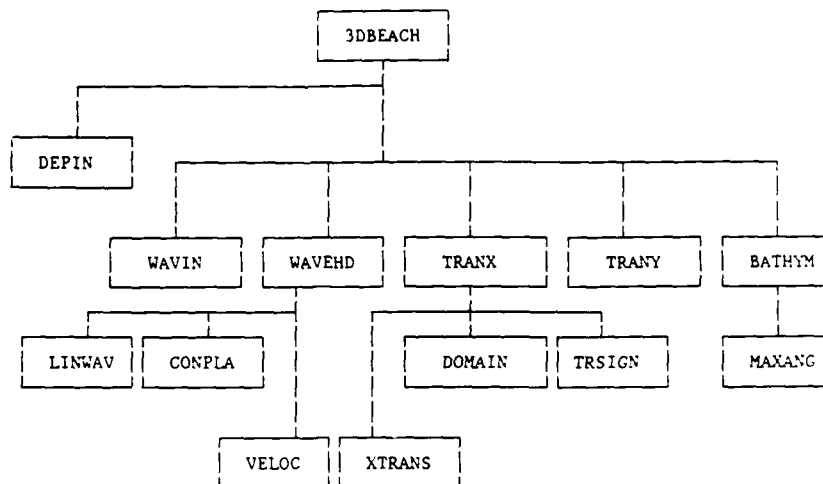 3DBEACH
DEPIN
WAVIN
WAVEHD
TRANX
TRANY
BATHYM
LINWAV
CONPLA
DOMAIN
TRSIGN
MAXANG
VELOC
XTRANS